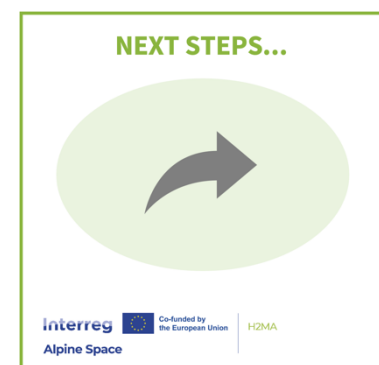 NEXT STEPS...
Interreg
Co-funded by
the European Union
H2MA
Alpine Space